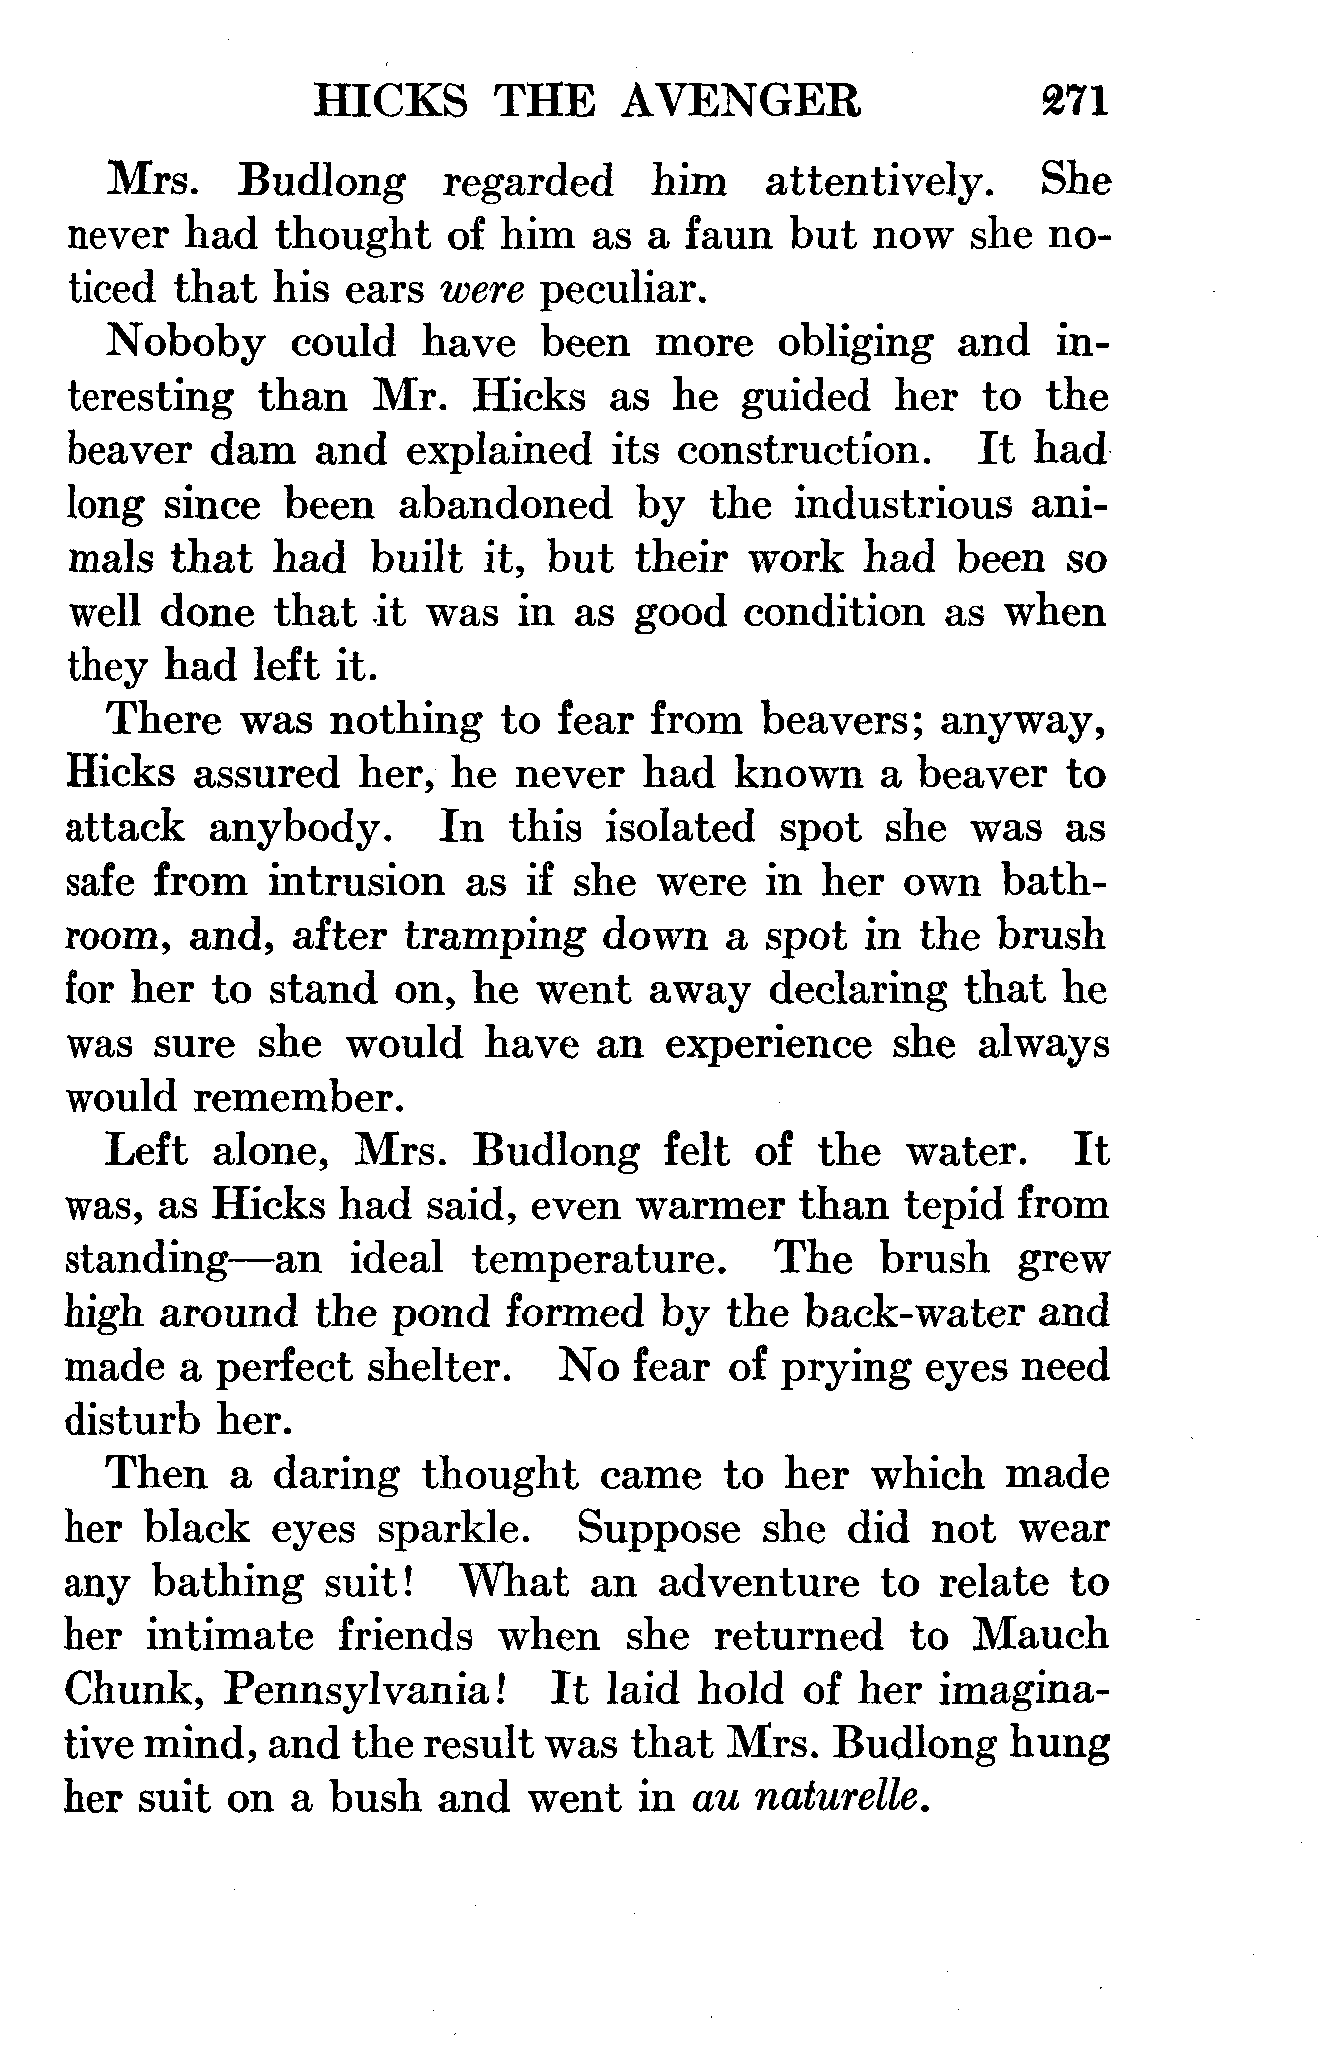 HICKS THE AVENGER 271
Mrs. Budlong regarded him attentively. She
never had thought of him as a faun but now she no-
ticed that his ears were peculiar.
Noboby could have been more obliging and in-
teresting than Mr. Hicks as he guided her to the
beaver dam and explained its construction. It had
long since been abandoned by the industrious ani-
mals that had built it, but their work had been so
well done that it was in as good condition as when
they had left it.
There was nothing to fear from beavers; anyway,
Hicks assured her, he never had known a beaver to
attack anybody. In this isolated spot she was as
safe from intrusion as if she were in her own bath-
room, and, after tramping down a spot in the brush
for her to stand on, he went away declaring that he
was sure she would have an experience she always
would remember.
Left alone, Mrs. Budlong felt of the water. It
was, as Hicks had said, even warmer than tepid from
standing—an ideal temperature. The brush grew
high around the pond formed by the back-water and
made a perfect shelter. No fear of prying eyes need
disturb her.
Then a daring thought came to her which made
her black eyes sparkle. Suppose she did not wear
any bathing suit! What an adventure to relate to
her intimate friends when she returned to Mauch
Chunk, Pennsylvania! It laid hold of her imagina-
tive mind, and the result was that Mrs. Budlong hung
her suit on a bush and went in au naturelle.